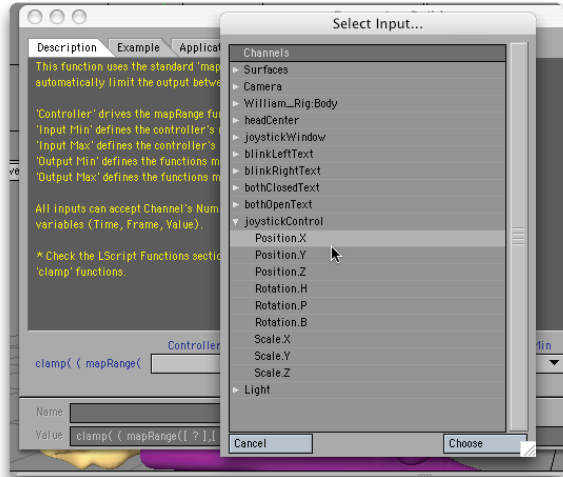 Select Input...
Description Example Applicat
This function uses the standard 'map
automatically limit the output betwe
'Controller' drives the mapRange fu
'Input Min' defines the controller's
'Input Max' defines the controller's
'Output Min' defines the functions m
'Output Max' defines the functions m
All inputs can accept Channel's Num
variables (Time, Frame, Value).
* Check the LScript Functions sectio
'clamp' functions.
Controller
Min
clamp( ( mapRange(
Name
Value clamp( ( mapRange([ ? ],[
Channels
Surfaces
Camera
William_Rig:Body
headCenter
joystickWindow
blinkLeftText
blinkRightText
bothClosedText
bothOpenText
joystickControl
Position.X
Position.Y
Position.Z
Rotation.H
Rotation.P
Rotation.B
Scale.X
Scale.Y
Scale.Z
Light
Cancel
Choose